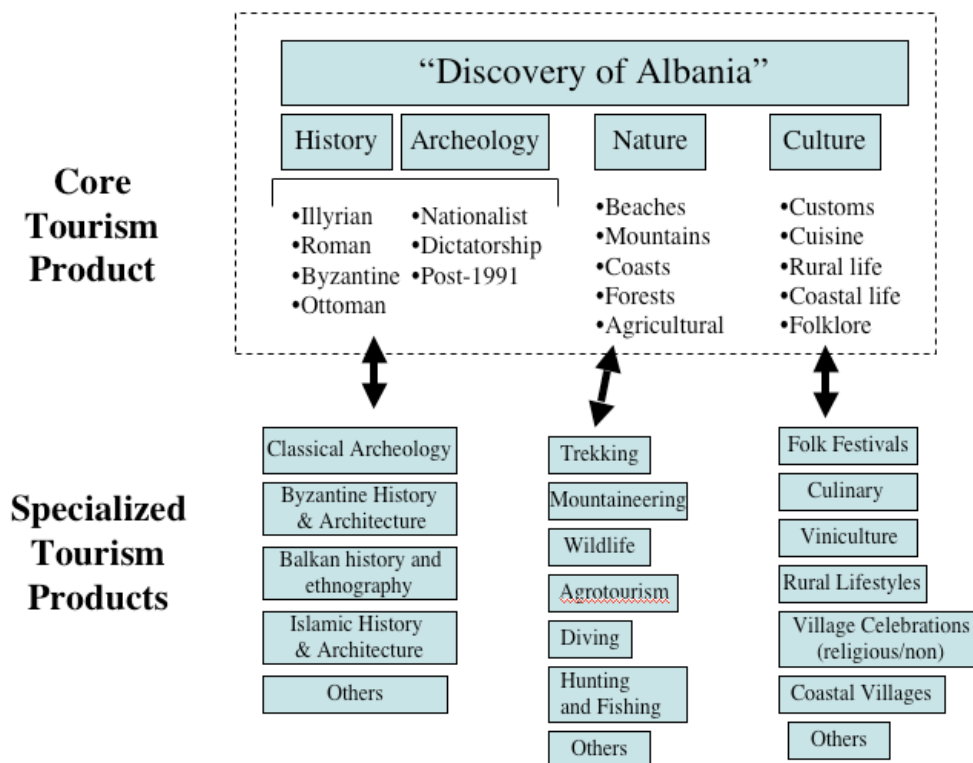 “Discovery of Albania”
History
Archeology
Nature
Culture
Core
Tourism
Product
•Illyrian
•Roman
•Byzantine
•Ottoman
•Nationalist
•Dictatorship
•Post-1991
•Beaches
•Mountains
•Coasts
•Forests
•Agricultural
•Customs
•Cuisine
•Rural life
•Coastal life
•Folklore
Specialized
Tourism
Products
Classical Archeology
Byzantine History
& Architecture
Balkan history and
ethnography
Islamic History
& Architecture
Others
Trekking
Mountaineering
Wildlife
Agrotourism
Diving
Hunting
and Fishing
Others
Folk Festivals
Culinary
Viniculture
Rural Lifestyles
Village Celebrations
(religious/non)
Coastal Villages
Others